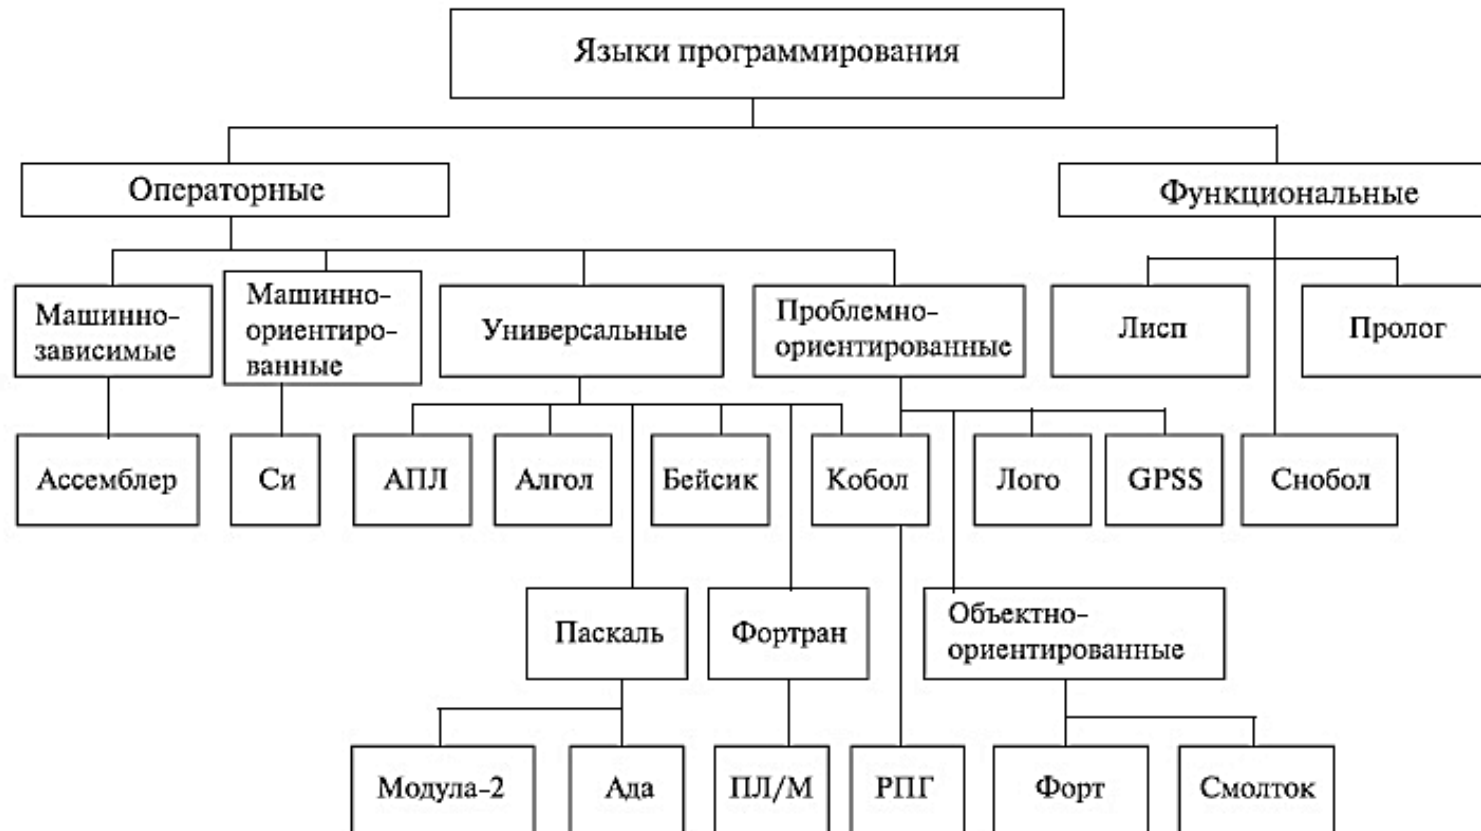 Языки программирования
Операторные
Функциональные
Машинно-
зависимые
Машинно-
ориентиро-
ванные
Универсальные
Проблемно-
ориентированные
Лисп
Пролог
Ассемблер
Си
АПЛ
Алгол
Бейсик
Кобол
Лого
GPSS
Снобол
Паскаль
Фортран
Объектно-
ориентированные
Модула-2
Ада
ПЛ/М
РПГ
Форт
Смолток